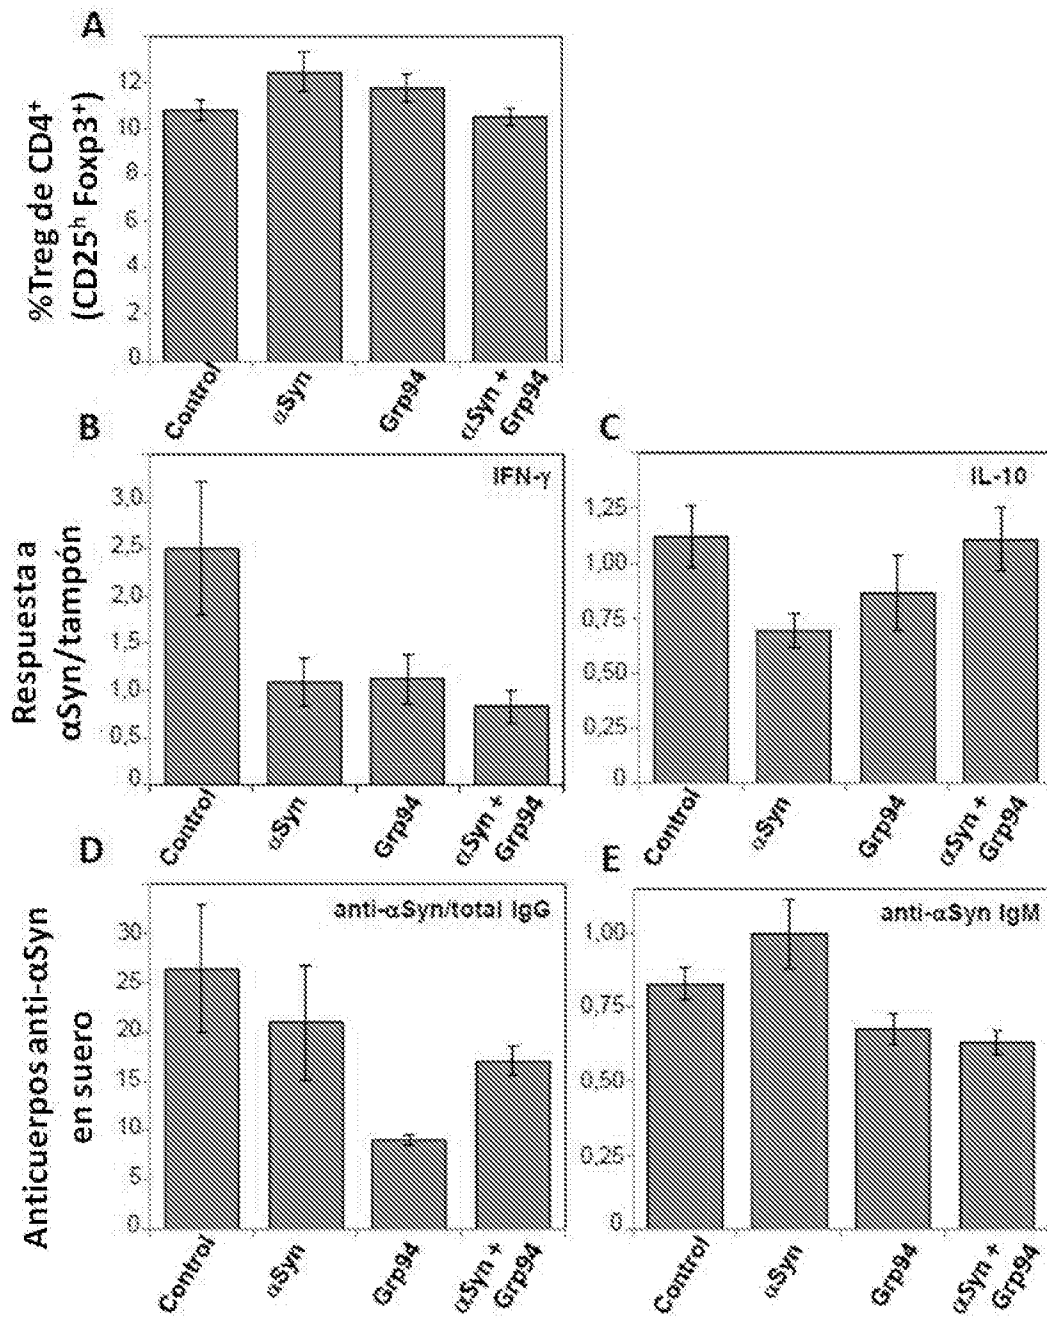 A
%Treg de CD4⁺
(CD25ʰ Foxp3⁺)
12
10
8
6
4
2
0
Control
αSyn
Grp94
αSyn +
Grp94
B
IFN-γ
Respuesta a
αSyn/tampón
3,0
2,5
2,0
1,5
1,0
0,5
0
Control
αSyn
Grp94
αSyn +
Grp94
C
IL-10
1,25
1,00
0,75
0,50
0,25
0
Control
αSyn
Grp94
αSyn +
Grp94
D
anti-αSyn/total IgG
Anticuerpos anti-αSyn
en suero
30
25
20
15
10
5
0
Control
αSyn
Grp94
αSyn +
Grp94
E
anti-αSyn IgM
1,00
0,75
0,50
0,25
0
Control
αSyn
Grp94
αSyn +
Grp94